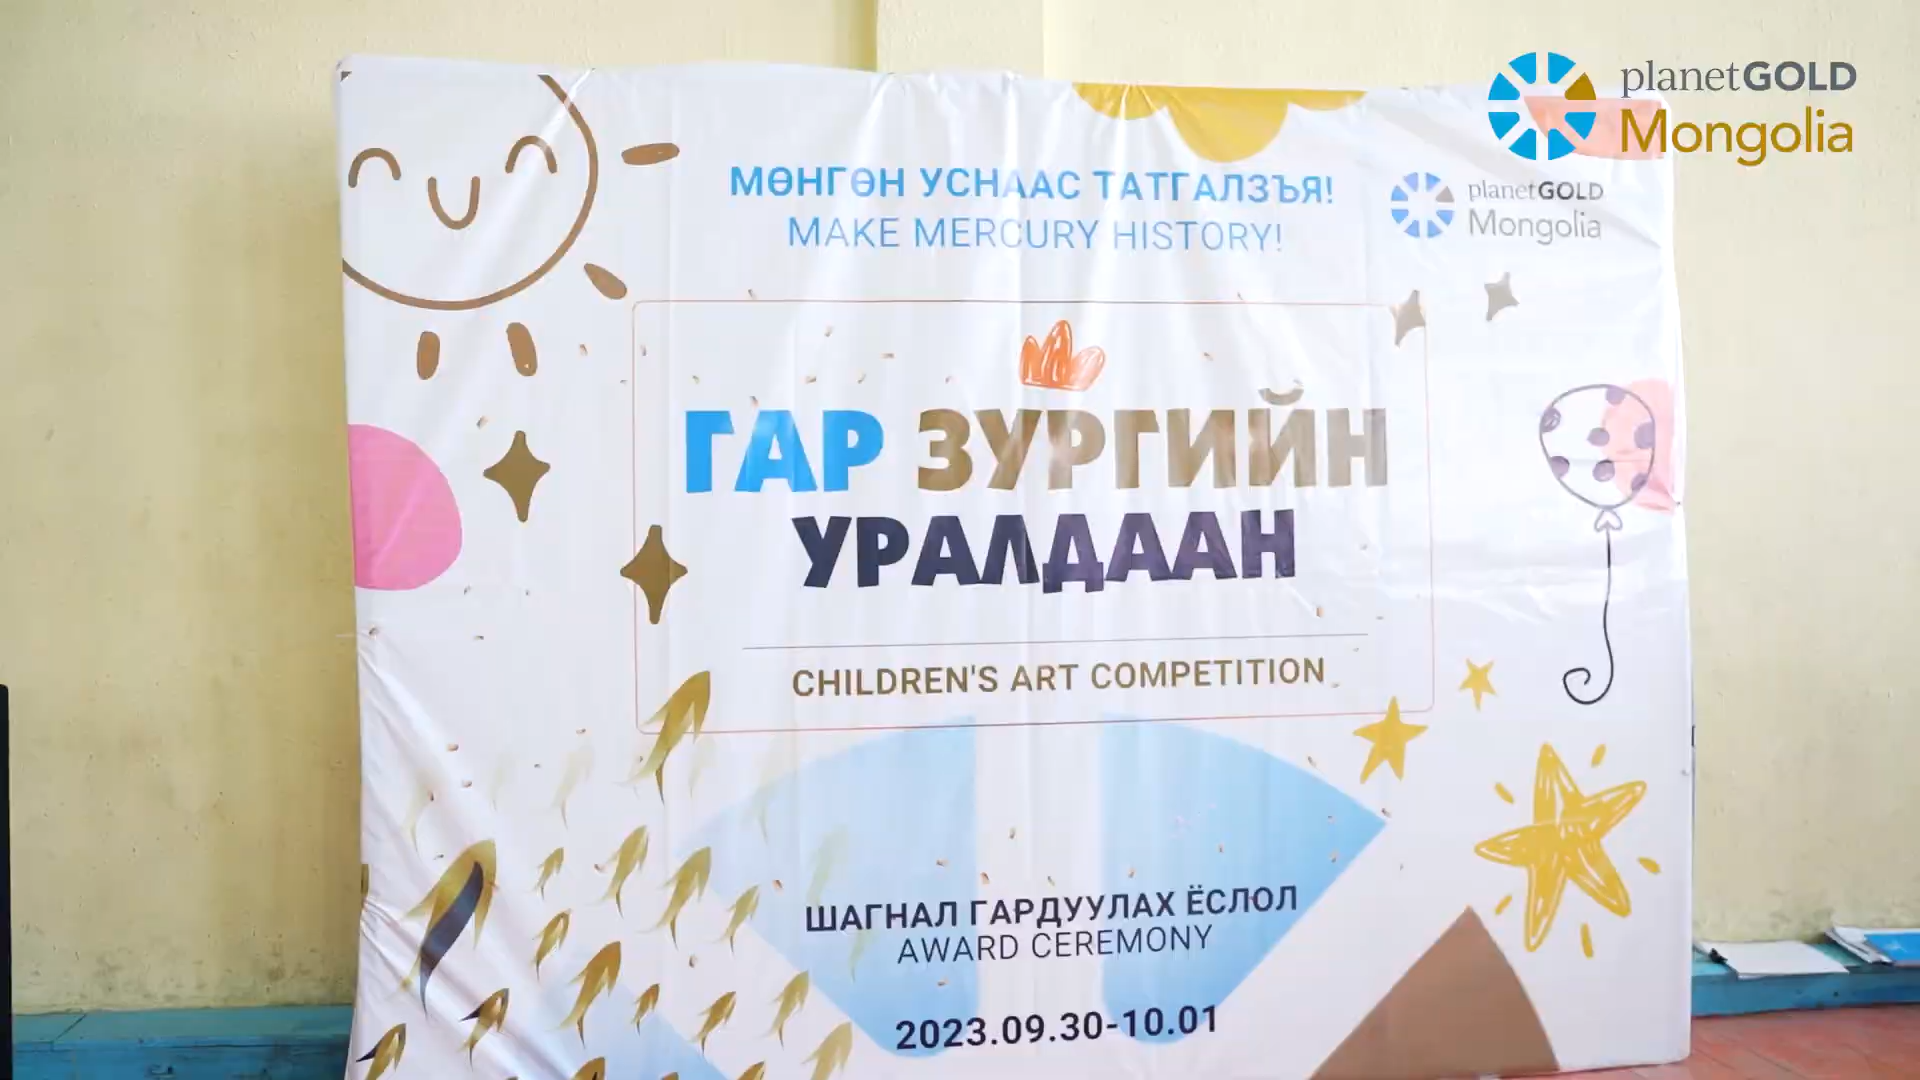 planetGOLD
Mongolia
МӨНГӨН УСНААС ТАТГАЛЗЪЯ!
MAKE MERCURY HISTORY!
planetGOLD
Mongolia
ГАР ЗУРГИЙН
УРАЛДААН
CHILDREN'S ART COMPETITION
ШАГНАЛ ГАРДУУЛАХ ЁСЛОЛ
AWARD CEREMONY
2023.09.30-10.01